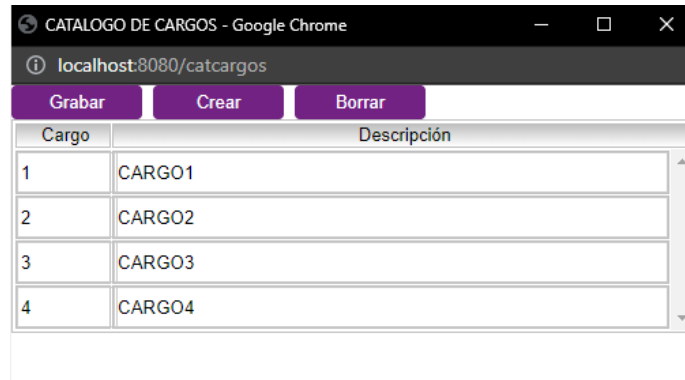 CATALOGO DE CARGOS - Google Chrome
localhost:8080/catcargos
Grabar Crear Borrar
Cargo Descripción
1 CARGO1
2 CARGO2
3 CARGO3
4 CARGO4